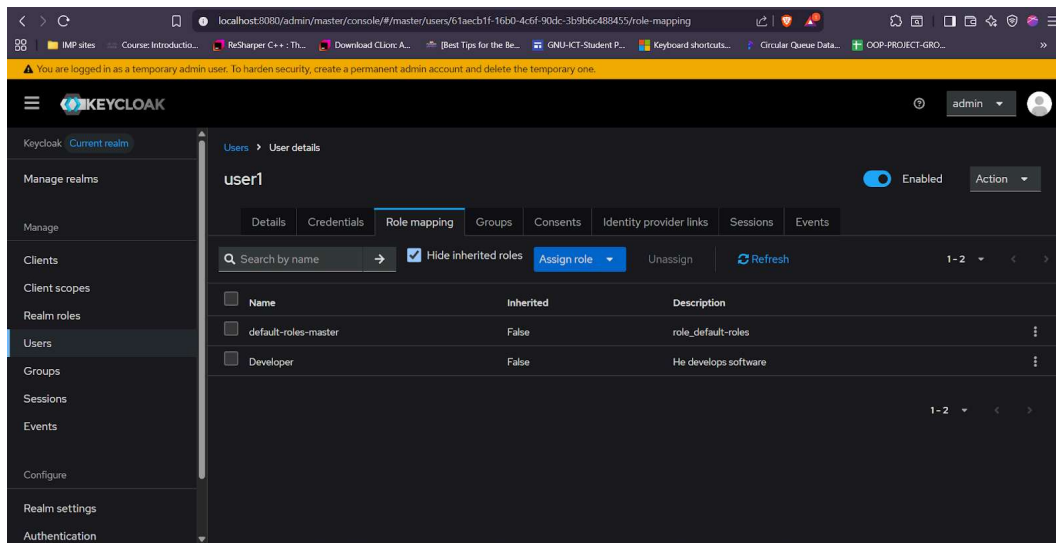 localhost:8080/admin/master/console/#/master/users/61aecb1f-16b0-4c6f-90dc-3b9b6c488455/role-mapping
IMP sites
Course: Introductio...
ReSharper C++ : Th...
Download CLion: A...
[Best Tips for the Be...
GNU-ICT-Student P...
Keyboard shortcuts...
Circular Queue Data...
OOP-PROJECT-GRO...
»
You are logged in as a temporary admin user. To harden security, create a permanent admin account and delete the temporary one.
KEYCLOAK
admin
Keycloak Current realm
Manage realms
Manage
Clients
Client scopes
Realm roles
Users
Groups
Sessions
Events
Configure
Realm settings
Authentication
Users > User details
user1
Enabled
Action
Details Credentials Role mapping Groups Consents Identity provider links Sessions Events
Search by name
Hide inherited roles
Assign role
Unassign
Refresh
1-2
Name Inherited Description
default-roles-master False role_default-roles
Developer False He develops software
1-2